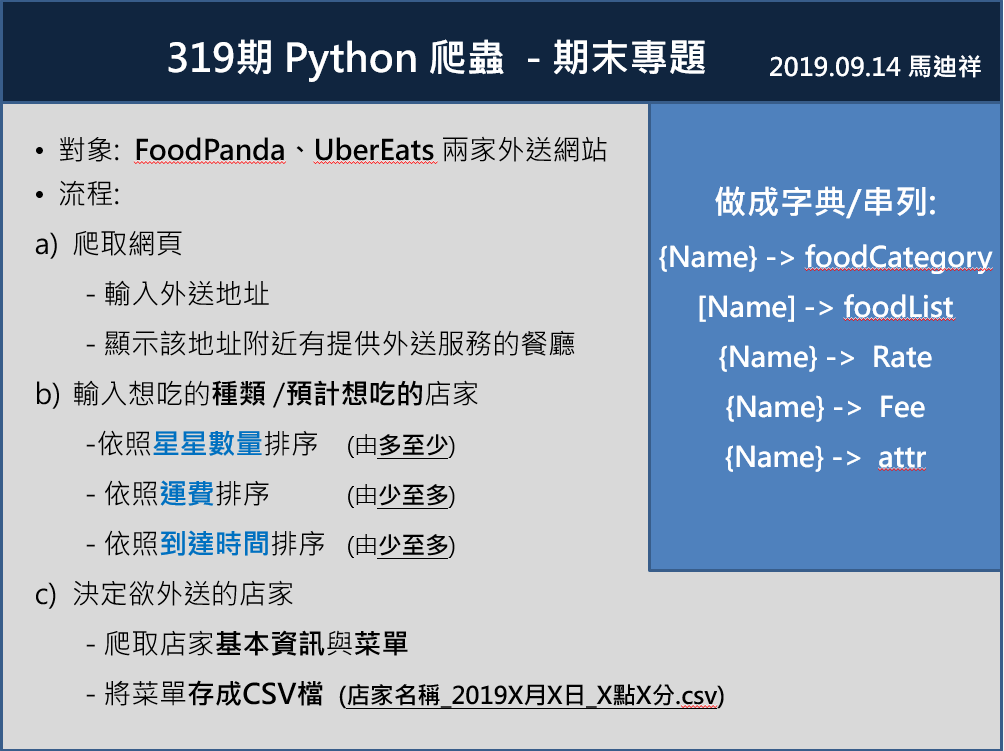 319期 Python 爬蟲 - 期末專題
2019.09.14 馬迪祥
• 對象: FoodPanda、UberEats 兩家外送網站
• 流程:
a) 爬取網頁
- 輸入外送地址
- 顯示該地址附近有提供外送服務的餐廳
b) 輸入想吃的種類 /預計想吃的店家
-依照星星數量排序 (由多至少)
- 依照運費排序 (由少至多)
- 依照到達時間排序 (由少至多)
c) 決定欲外送的店家
- 爬取店家基本資訊與菜單
- 將菜單存成CSV檔 (店家名稱_2019X月X日_X點X分.csv)
做成字典/串列:
{Name} -> foodCategory
[Name] -> foodList
{Name} -> Rate
{Name} -> Fee
{Name} -> attr